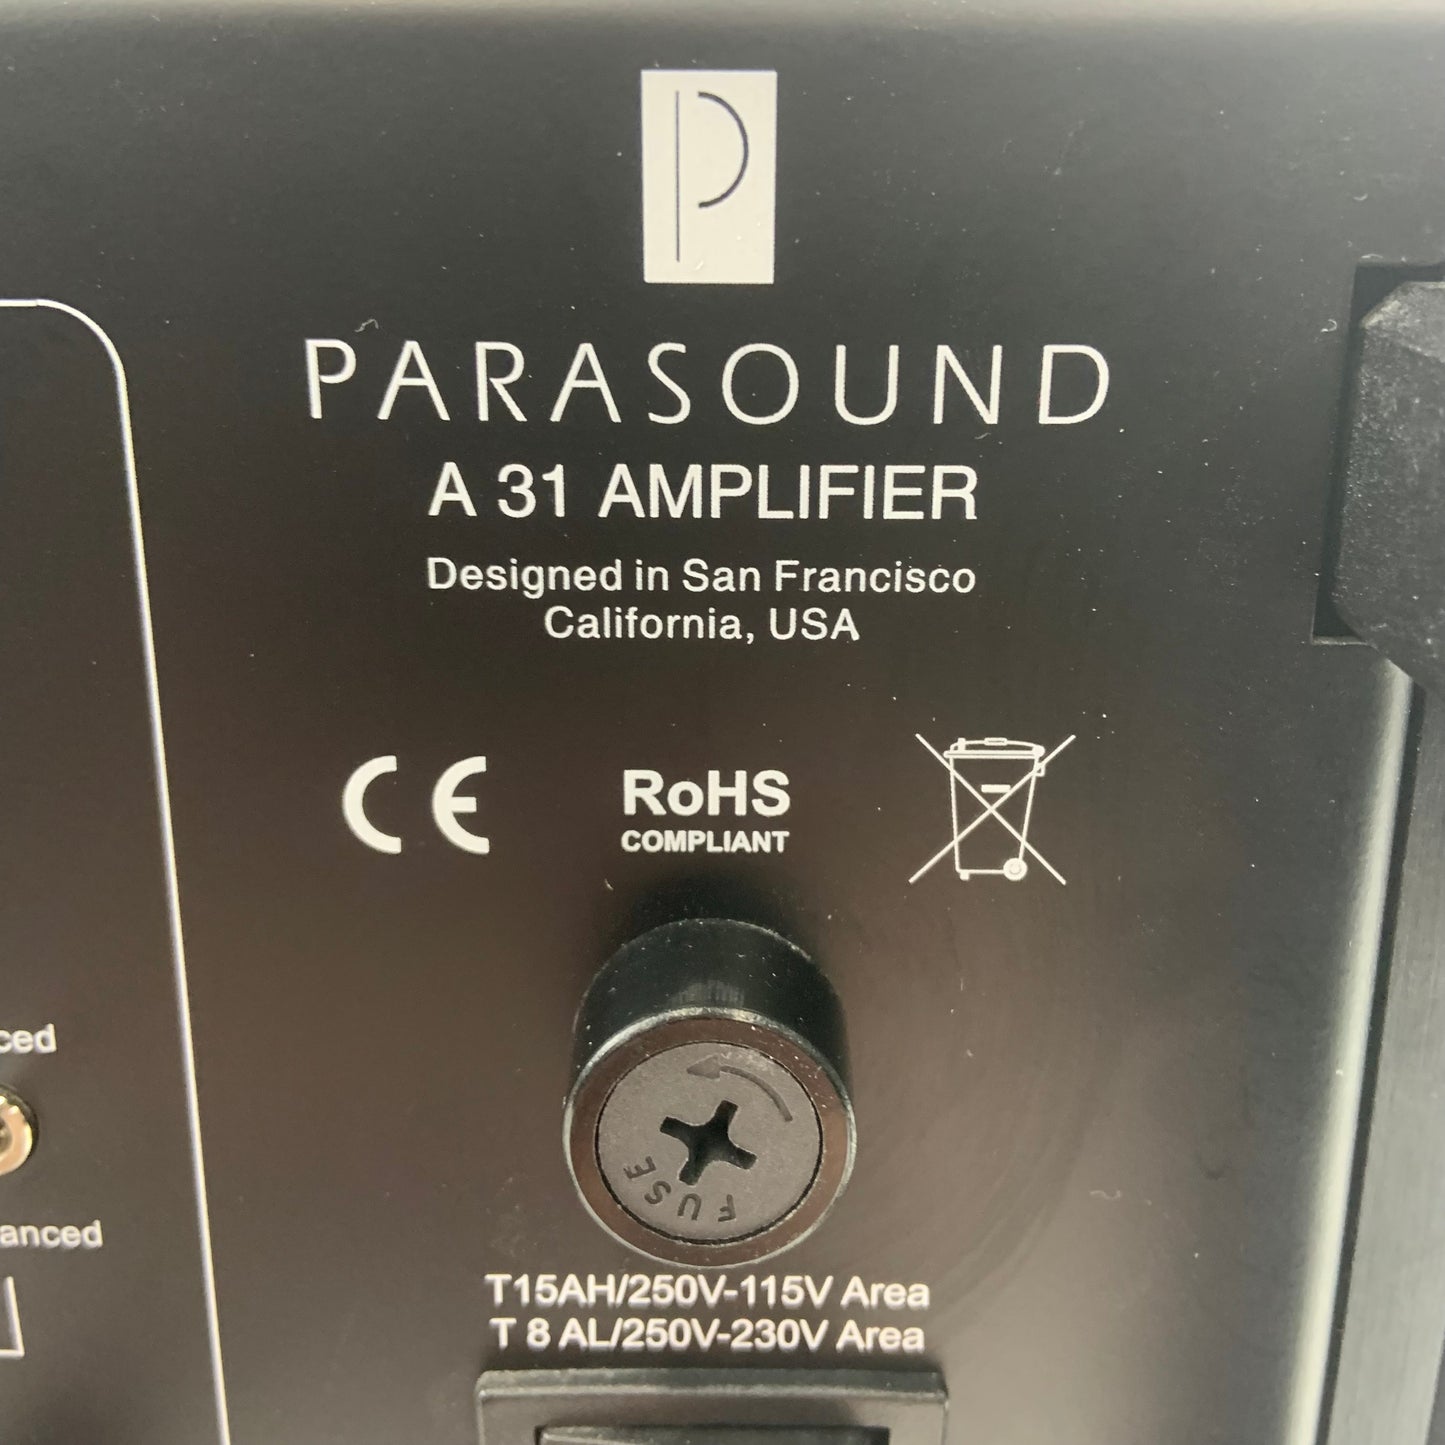 P
PARASOUND
A 31 AMPLIFIER
Designed in San Francisco
California, USA
CE
RoHS
COMPLIANT
FUSE
T15AH/250V-115V Area
T 8 AL/250V-230V Area